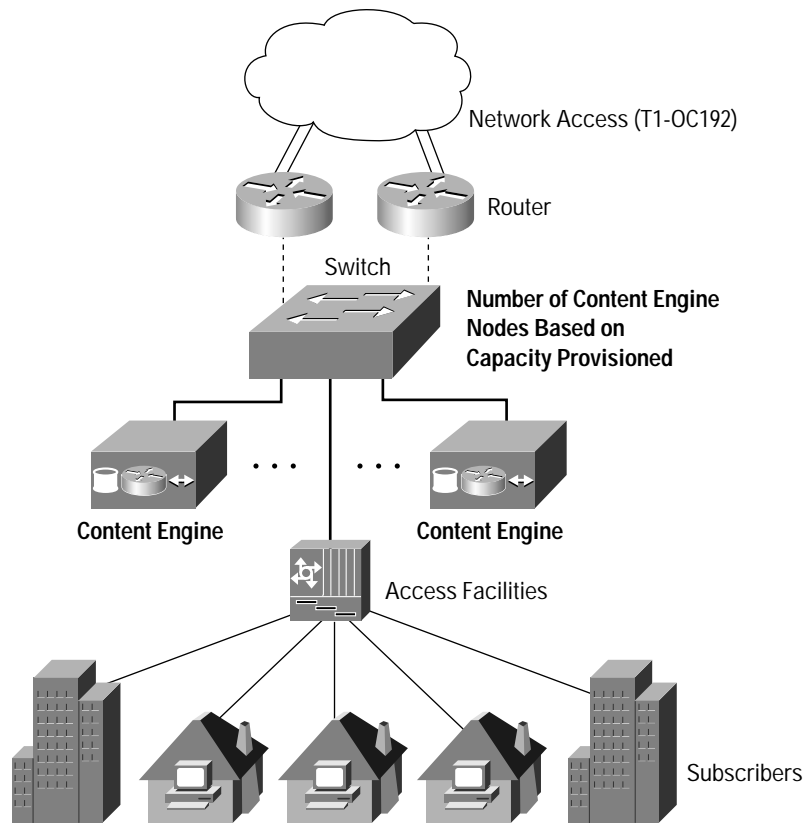 Network Access (T1-OC192)
Router
Switch
Number of Content Engine
Nodes Based on
Capacity Provisioned
Content Engine
Content Engine
Access Facilities
Subscribers